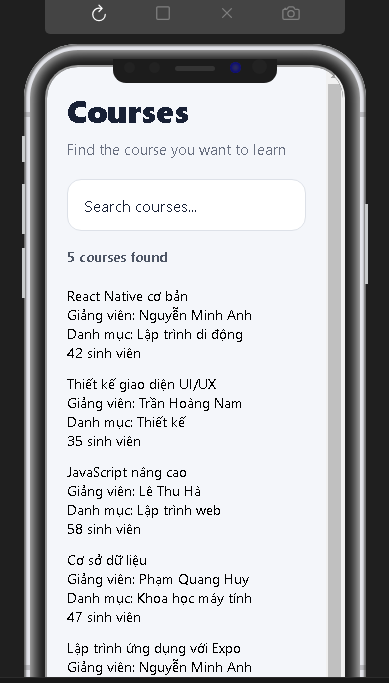 Courses
Find the course you want to learn
Search courses...
5 courses found
React Native cơ bản
Giảng viên: Nguyễn Minh Anh
Danh mục: Lập trình di động
42 sinh viên
Thiết kế giao diện UI/UX
Giảng viên: Trần Hoàng Nam
Danh mục: Thiết kế
35 sinh viên
JavaScript nâng cao
Giảng viên: Lê Thu Hà
Danh mục: Lập trình web
58 sinh viên
Cơ sở dữ liệu
Giảng viên: Phạm Quang Huy
Danh mục: Khoa học máy tính
47 sinh viên
Lập trình ứng dụng với Expo
Giảng viên: Nguyễn Minh Anh